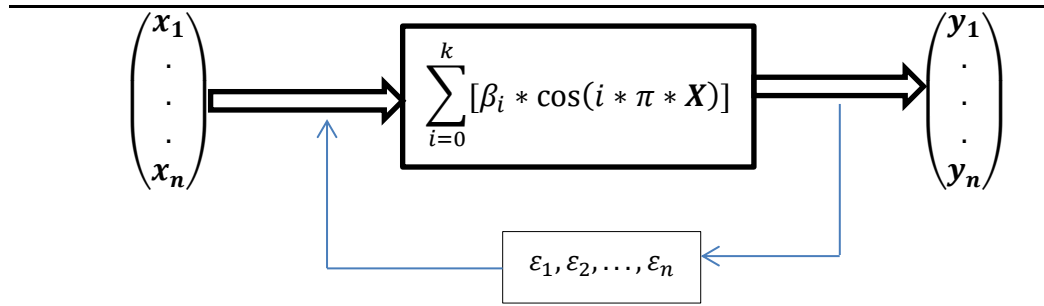 x₁
.
.
.
xₙ
k
∑ [βᵢ * cos(i * π * X)]
i=0
y₁
.
.
.
yₙ
ε₁, ε₂, . . . , εₙ